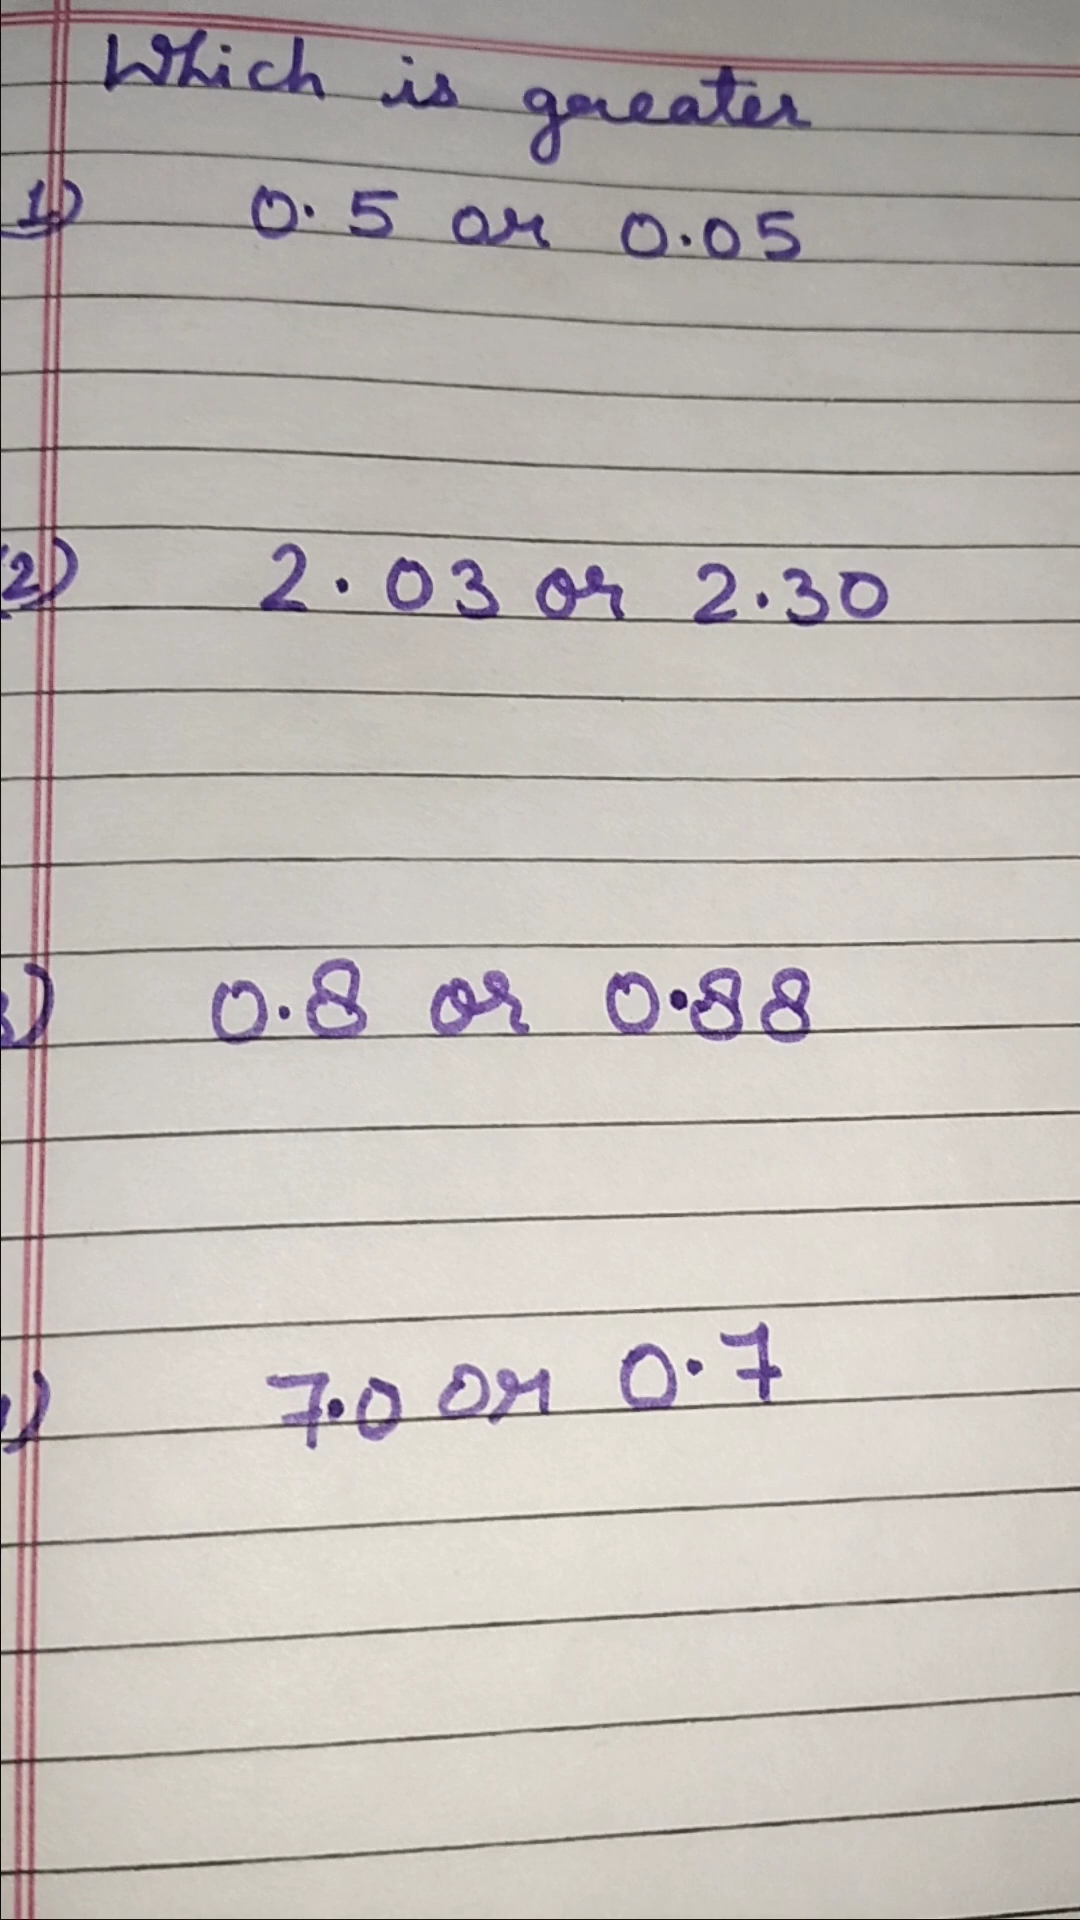 Which is greater
1) 0.5 or 0.05
(2) 2.03 or 2.30
3) 0.8 or 0.88
7.0 or 0.7